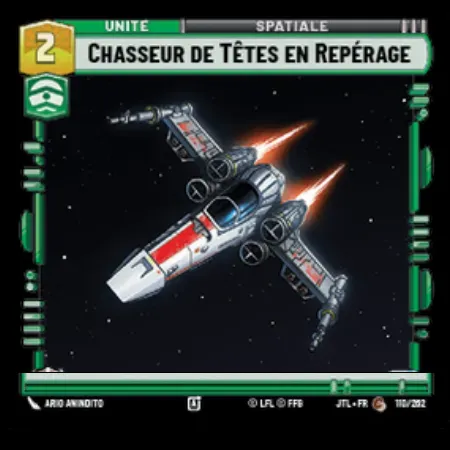 UNITÉ
SPATIALE
2
CHASSEUR DE TÊTES EN REPÉRAGE
ARIO ANINDITO
Ⓒ LFL Ⓒ FFG
JTL • FR
110/262